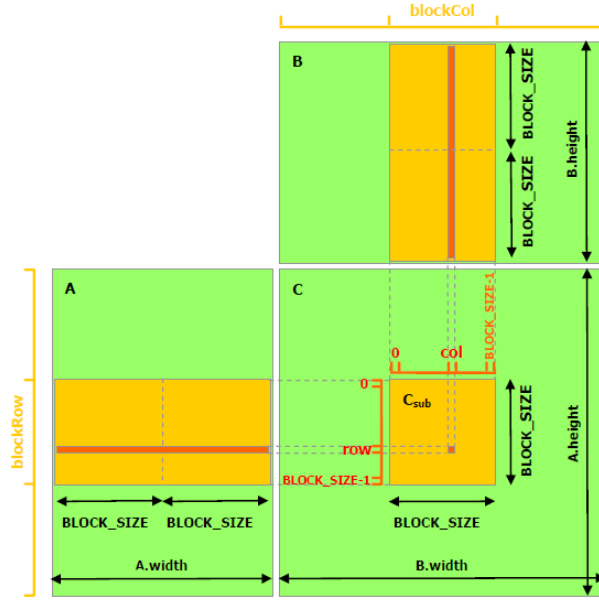 blockCol
B
BLOCK_SIZE
BLOCK_SIZE
B.height
A
C
BLOCK_SIZE-1
0
col
0
blockRow
C_sub
BLOCK_SIZE
A.height
row
BLOCK_SIZE-1
BLOCK_SIZE
BLOCK_SIZE
BLOCK_SIZE
A.width
B.width